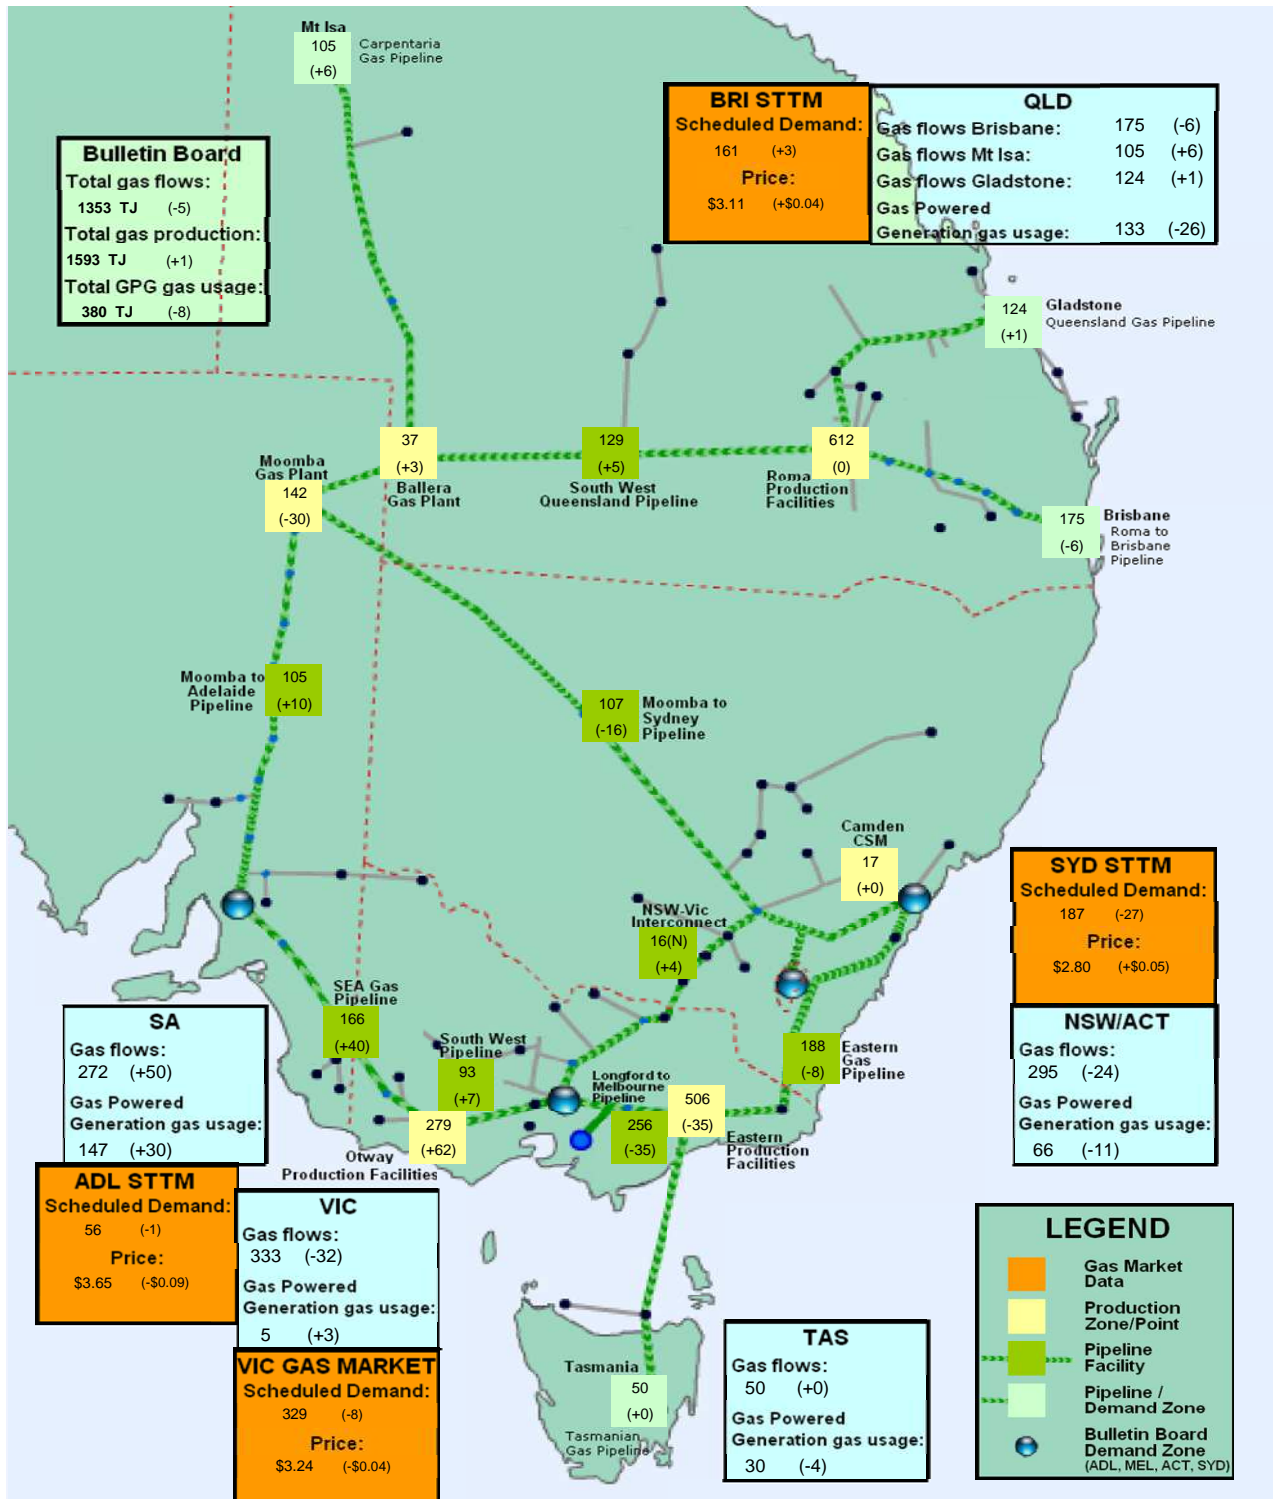 Mt Isa
105
(+6)
Carpentaria
Gas Pipeline
Bulletin Board
Total gas flows:
1353 TJ (-5)
Total gas production:
1593 TJ (+1)
Total GPG gas usage:
380 TJ (-8)
BRI STTM
Scheduled Demand:
161 (+3)
Price:
$3.11 (+$0.04)
QLD
Gas flows Brisbane: 175 (-6)
Gas flows Mt Isa: 105 (+6)
Gas flows Gladstone: 124 (+1)
Gas Powered
Generation gas usage: 133 (-26)
124
(+1)
Gladstone
Queensland Gas Pipeline
Moomba
Gas Plant
142
(-30)
37
(+3)
Ballera
Gas Plant
129
(+5)
South West
Queensland Pipeline
612
(0)
Roma
Production
Facilities
175
(-6)
Brisbane
Roma to
Brisbane
Pipeline
Moomba to
Adelaide
Pipeline
105
(+10)
107
(-16)
Moomba to
Sydney
Pipeline
Camden
CSM
17
(+0)
NSW-Vic
Interconnect
16(N)
(+4)
SYD STTM
Scheduled Demand:
187 (-27)
Price:
$2.80 (+$0.05)
NSW/ACT
Gas flows:
295 (-24)
Gas Powered
Generation gas usage:
66 (-11)
SEA Gas
Pipeline
166
(+40)
South West
Pipeline
93
(+7)
Longford to
Melbourne
Pipeline
256
(-35)
506
(-35)
Eastern
Production
Facilities
188
(-8)
Eastern
Gas
Pipeline
279
(+62)
Otway
Production Facilities
SA
Gas flows:
272 (+50)
Gas Powered
Generation gas usage:
147 (+30)
ADL STTM
Scheduled Demand:
56 (-1)
Price:
$3.65 (-$0.09)
VIC
Gas flows:
333 (-32)
Gas Powered
Generation gas usage:
5 (+3)
VIC GAS MARKET
Scheduled Demand:
329 (-8)
Price:
$3.24 (-$0.04)
Tasmania
50
(+0)
Tasmanian
Gas Pipeline
TAS
Gas flows:
50 (+0)
Gas Powered
Generation gas usage:
30 (-4)
LEGEND
Gas Market
Data
Production
Zone/Point
Pipeline
Facility
Pipeline /
Demand Zone
Bulletin Board
Demand Zone
(ADL, MEL, ACT, SYD)